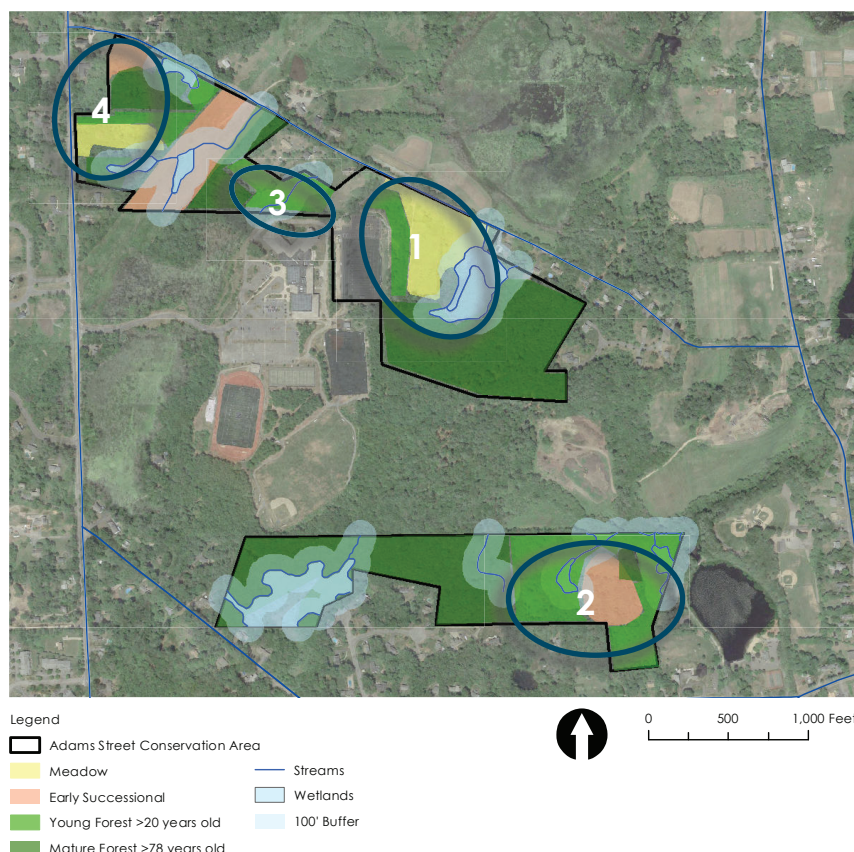 4
3
1
2
Legend
Adams Street Conservation Area
Meadow
Early Successional
Young Forest >20 years old
Mature Forest >78 years old
Streams
Wetlands
100' Buffer
0 500 1,000 Feet